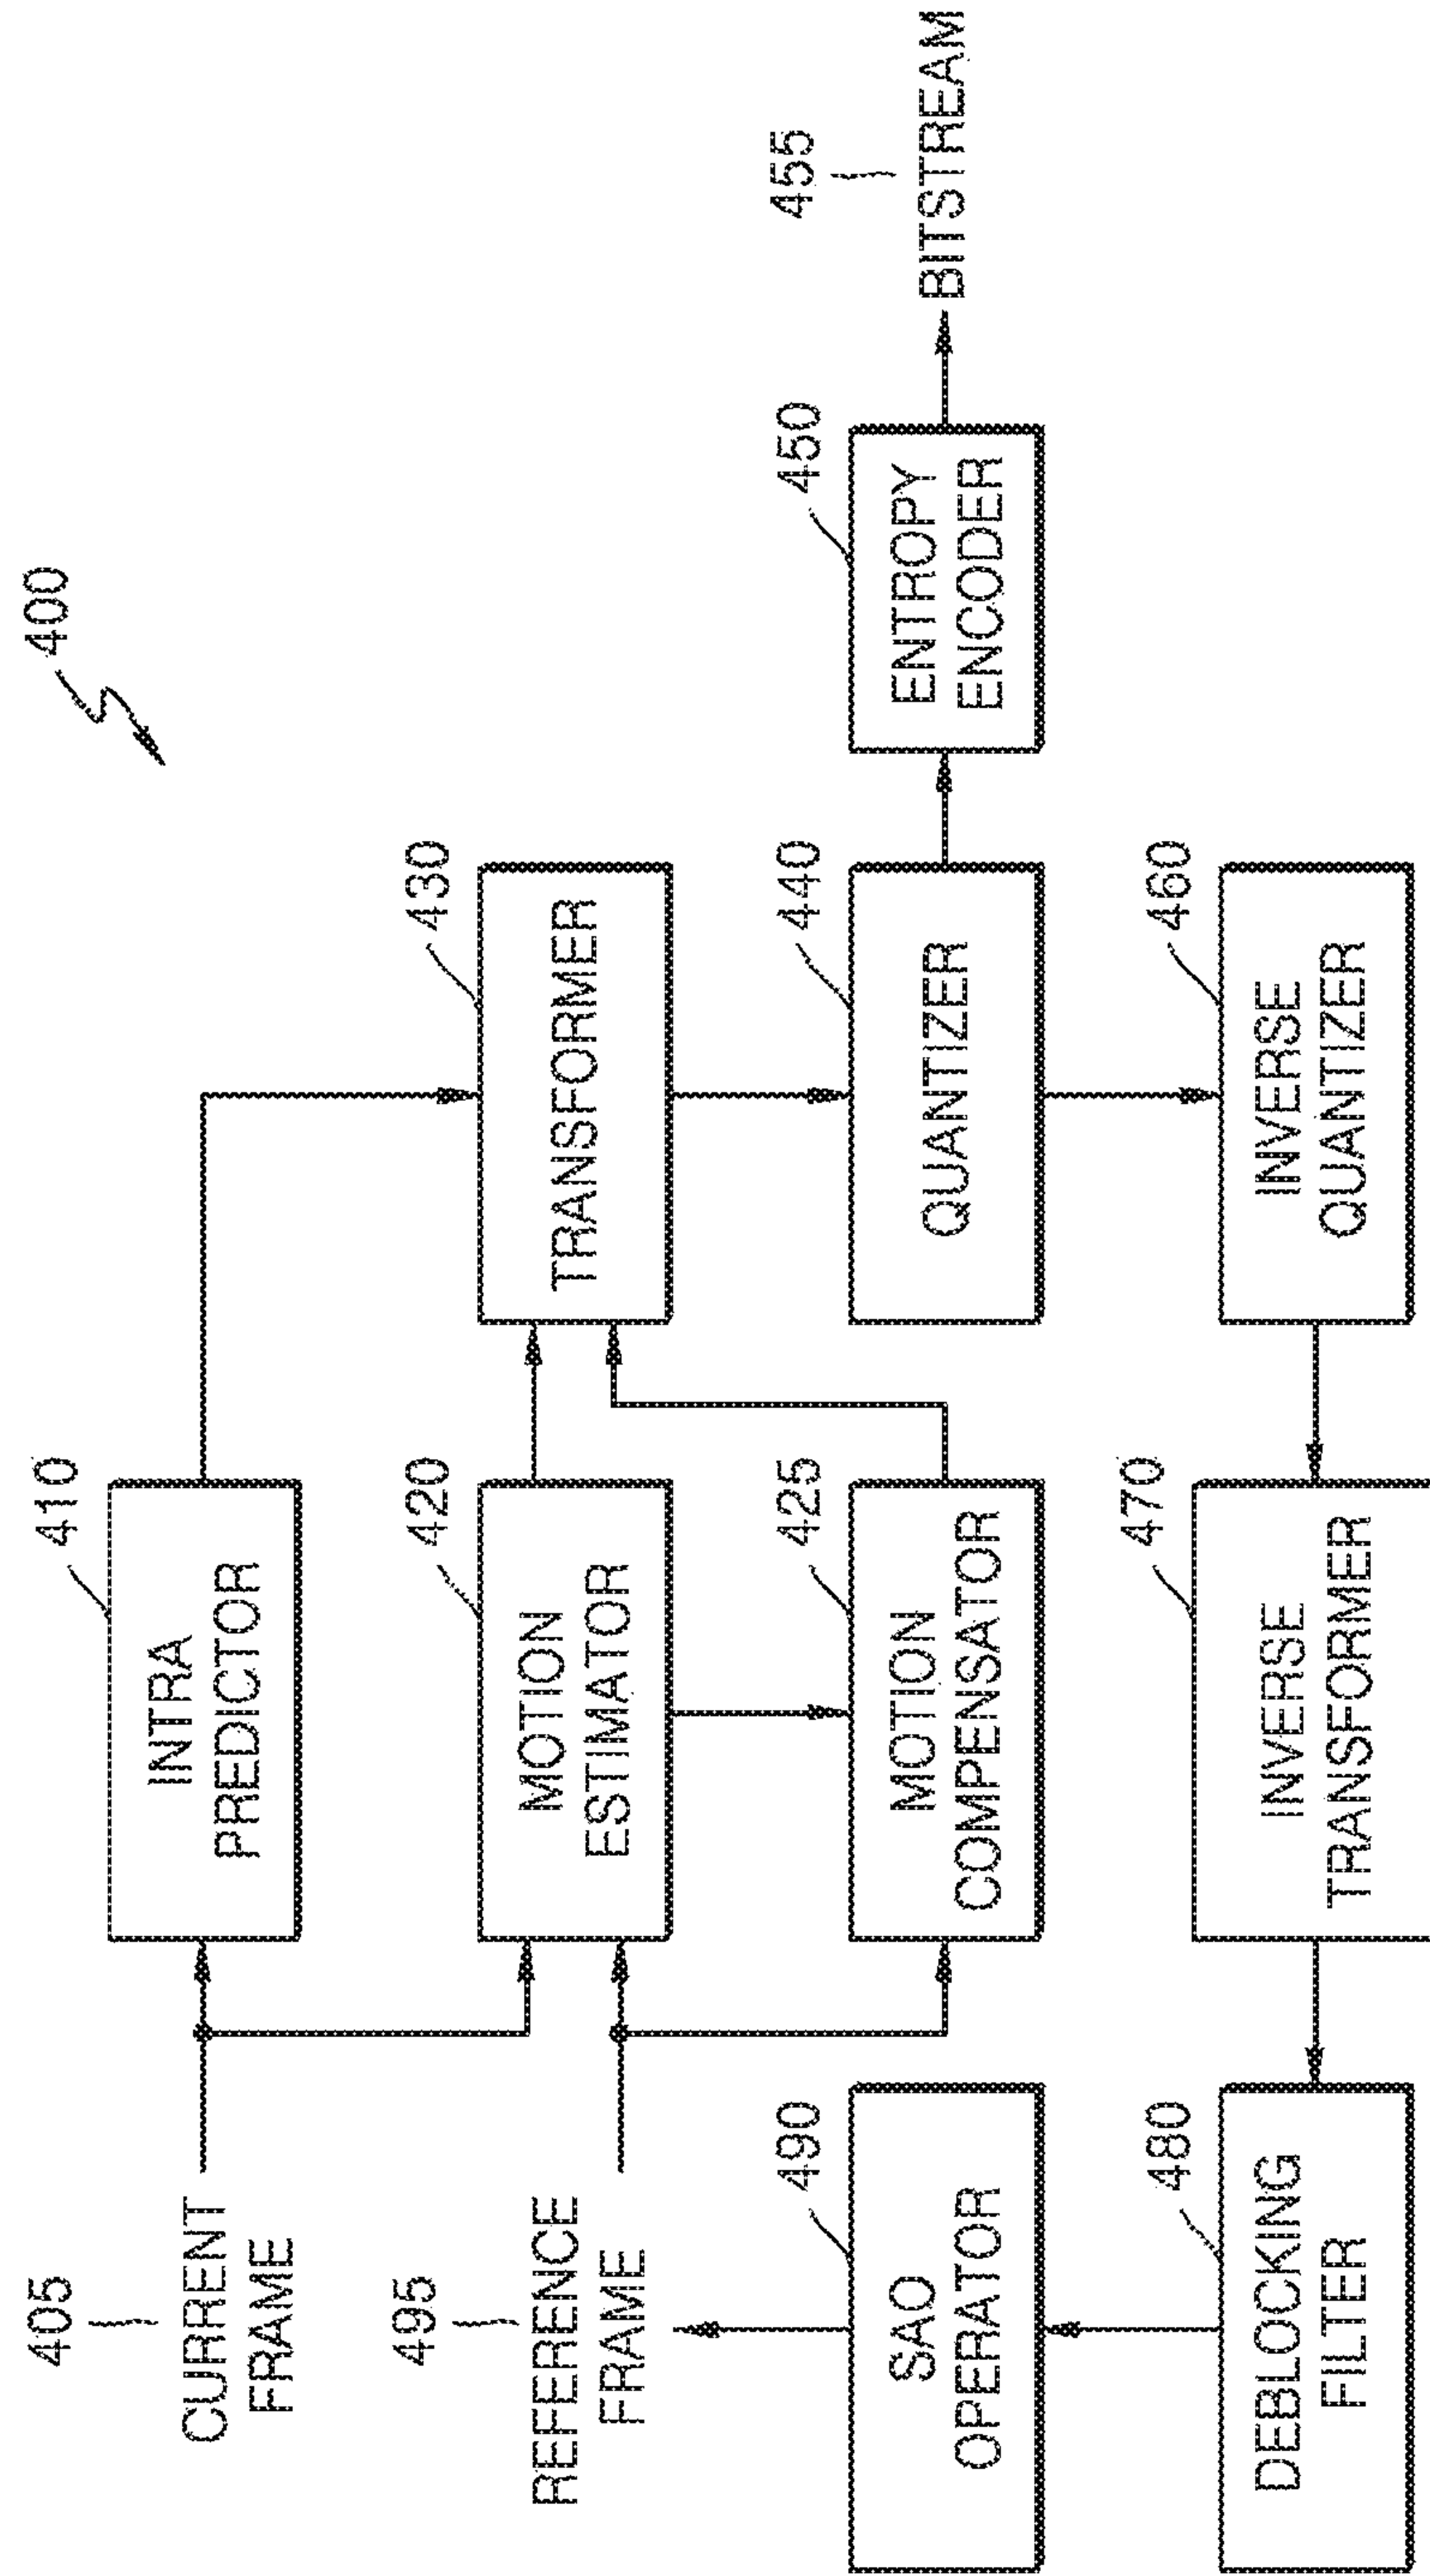 400
405
CURRENT
FRAME
410
INTRA
PREDICTOR
495
REFERENCE
FRAME
420
MOTION
ESTIMATOR
430
TRANSFORMER
490
SAO
OPERATOR
425
MOTION
COMPENSATOR
440
QUANTIZER
450
ENTROPY
ENCODER
455
BITSTREAM
480
DEBLOCKING
FILTER
470
INVERSE
TRANSFORMER
460
INVERSE
QUANTIZER